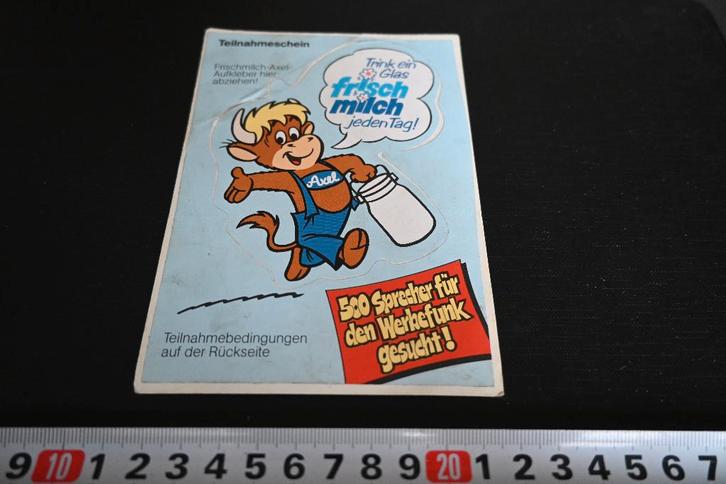 Teilnahmeschein
Frischmilch-Axel-
Aufkleber hier
abziehen!
Trink ein
Glas
frisch
milch
jeden Tag!
Axel
500 Sprecher für
den Werbefunk
gesucht!
Teilnahmebedingungen
auf der Rückseite
9 10 1 2 3 4 5 6 7 8 9 20 1 2 3 4 5 6 7